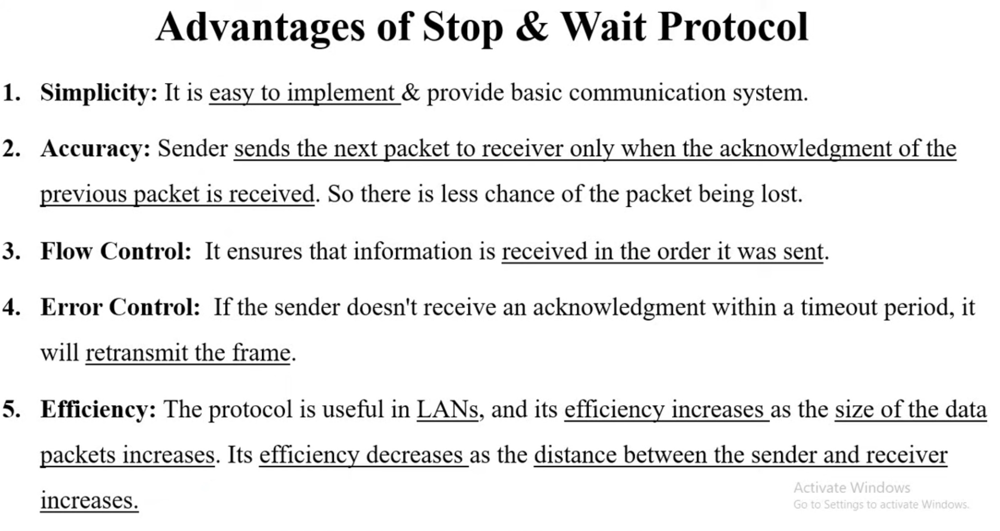 Advantages of Stop & Wait Protocol
1. Simplicity: It is easy to implement & provide basic communication system.
2. Accuracy: Sender sends the next packet to receiver only when the acknowledgment of the
previous packet is received. So there is less chance of the packet being lost.
3. Flow Control: It ensures that information is received in the order it was sent.
4. Error Control: If the sender doesn't receive an acknowledgment within a timeout period, it
will retransmit the frame.
5. Efficiency: The protocol is useful in LANs, and its efficiency increases as the size of the data
packets increases. Its efficiency decreases as the distance between the sender and receiver
increases.
Activate Windows
Go to Settings to activate Windows.